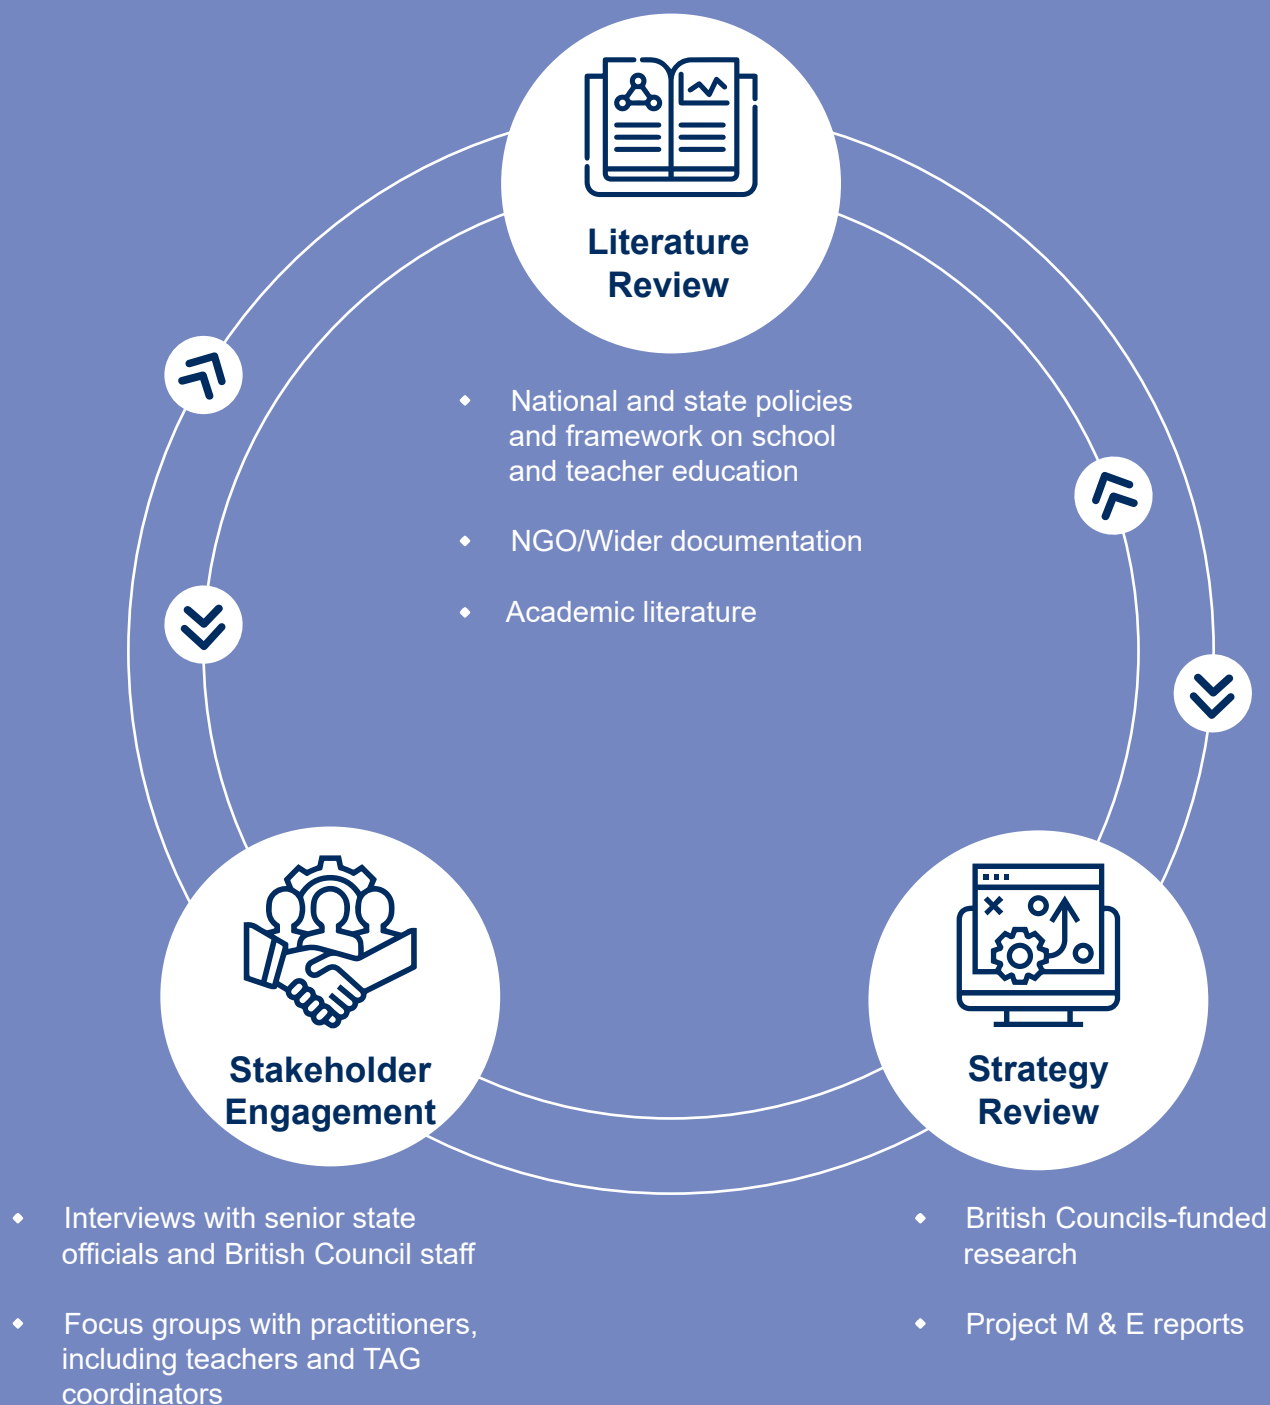 Literature
Review
National and state policies
and framework on school
and teacher education
NGO/Wider documentation
Academic literature
Stakeholder
Engagement
Interviews with senior state
officials and British Council staff
Focus groups with practitioners,
including teachers and TAG
coordinators
Strategy
Review
British Councils-funded
research
Project M & E reports